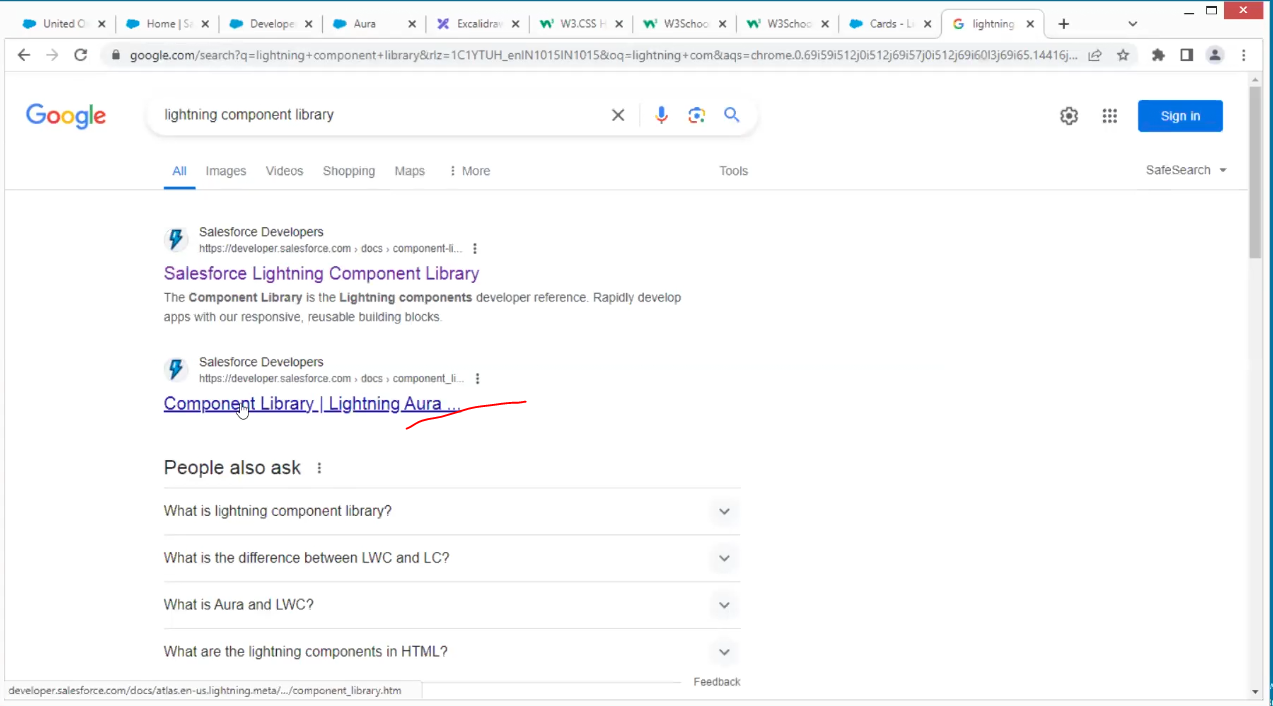 United O
Home | Sa
Develope
Aura
Excalidra
W3.CSS H
W3Schoo
W3Schoo
Cards - Li
lightning
google.com/search?q=lightning+component+library&rlz=1C1YTUH_enIN1015IN1015&oq=lightning+com&aqs=chrome.0.69i59i512j0i512j69i57j0i512j69i60l3j69i65.14416j...
Google
lightning component library
Sign in
All
Images
Videos
Shopping
Maps
More
Tools
SafeSearch
Salesforce Developers
https://developer.salesforce.com › docs › component-li...
Salesforce Lightning Component Library
The Component Library is the Lightning components developer reference. Rapidly develop
apps with our responsive, reusable building blocks.
Salesforce Developers
https://developer.salesforce.com › docs › component_li...
Component Library | Lightning Aura ...
People also ask
What is lightning component library?
What is the difference between LWC and LC?
What is Aura and LWC?
What are the lightning components in HTML?
Feedback
developer.salesforce.com/docs/atlas.en-us.lightning.meta/.../component_library.htm